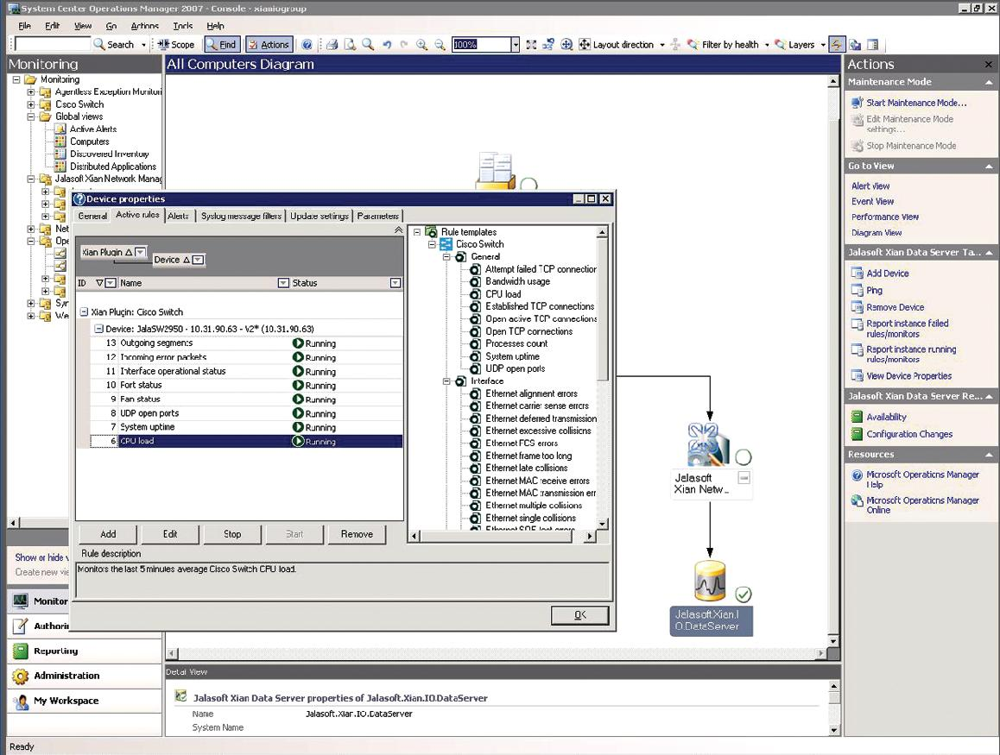 System Center Operations Manager 2007 - Console - xianiogroup
File Edit View Go Actions Tools Help
Search Scope Find Actions 100% Layout direction Filter by health Layers
Monitoring
Monitoring
Agentless Exception Monitori
Cisco Switch
Global views
Active Alerts
Computers
Discovered Inventory
Distributed Applications
Jalasoft Xian Network Manag
Net
Ope
Syn
We
Show or hide v
Create new vie
Monitor
Authorin
Reporting
Administration
My Workspace
Ready
All Computers Diagram
Device properties
General Active rules Alerts Syslog message filters Update settings Parameters
Xian Plugin
Device
ID Name Status
Xian Plugin: Cisco Switch
Device: JalaSW2950 - 10.31.90.63 - V2* (10.31.90.63)
13 Outgoing segments Running
12 Incoming error packets Running
11 Interface operational status Running
10 Port status Running
9 Fan status Running
8 UDP open ports Running
7 System uptime Running
6 CPU load Running
Add Edit Stop Start Remove
Rule description
Monitors the last 5 minutes average Cisco Switch CPU load.
OK
Rule templates
Cisco Switch
General
Attempt failed TCP connection
Bandwidth usage
CPU load
Established TCP connections
Open active TCP connections
Open TCP connections
Processes count
System uptime
UDP open ports
Interface
Ethernet alignment errors
Ethernet carrier sense errors
Ethernet deferred transmission
Ethernet excessive collisions
Ethernet FCS errors
Ethernet frame too long
Ethernet late collisions
Ethernet MAC receive errors
Ethernet MAC transmission err
Ethernet multiple collisions
Ethernet single collisions
Ethernet SQE test errors
Jalasoft
Xian Netw...
Jalasoft.Xian.I
O.DataServer
Detail View
Jalasoft Xian Data Server properties of Jalasoft.Xian.IO.DataServer
Name Jalasoft.Xian.IO.DataServer
System Name
Actions
Maintenance Mode
Start Maintenance Mode...
Edit Maintenance Mode
settings...
Stop Maintenance Mode
Go to View
Alert View
Event View
Performance View
Diagram View
Jalasoft Xian Data Server Ta...
Add Device
Ping
Remove Device
Report instance failed
rules/monitors
Report instance running
rules/monitors
View Device Properties
Jalasoft Xian Data Server Re...
Availability
Configuration Changes
Resources
Microsoft Operations Manager
Help
Microsoft Operations Manager
Online